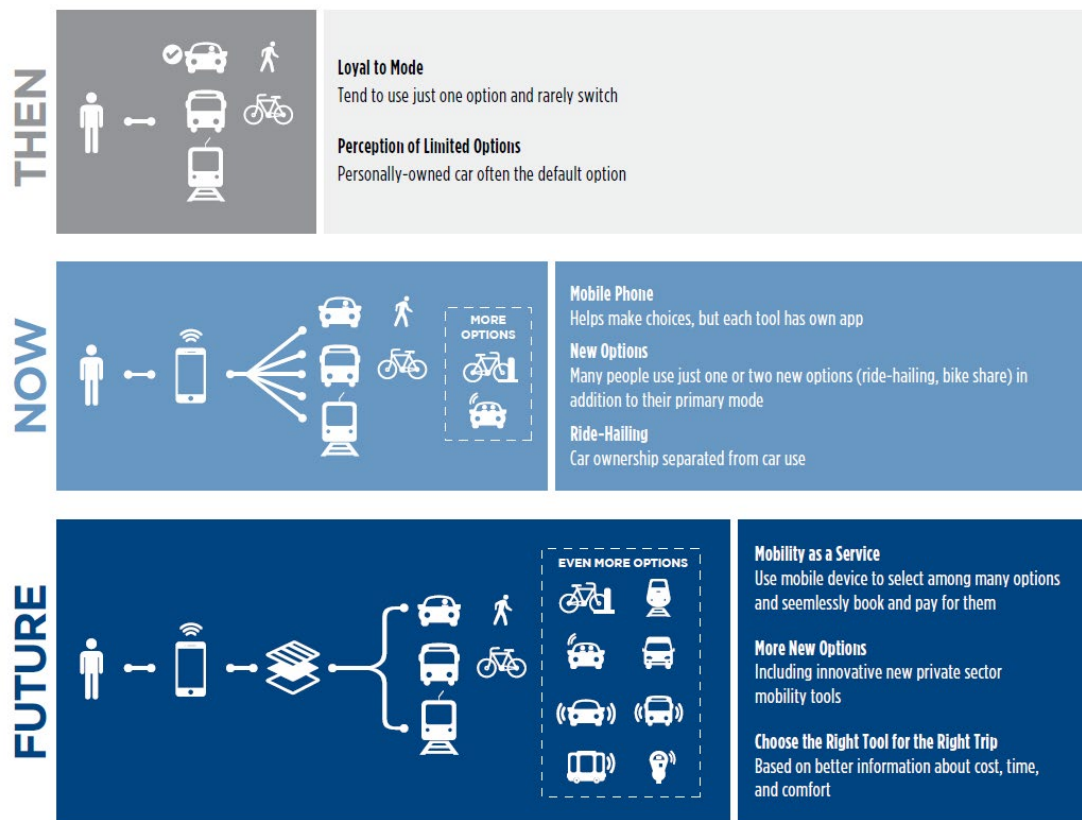 THEN
Loyal to Mode
Tend to use just one option and rarely switch
Perception of Limited Options
Personally-owned car often the default option
NOW
MORE
OPTIONS
Mobile Phone
Helps make choices, but each tool has own app
New Options
Many people use just one or two new options (ride-hailing, bike share) in
addition to their primary mode
Ride-Hailing
Car ownership separated from car use
FUTURE
EVEN MORE OPTIONS
Mobility as a Service
Use mobile device to select among many options
and seemlessly book and pay for them
More New Options
Including innovative new private sector
mobility tools
Choose the Right Tool for the Right Trip
Based on better information about cost, time,
and comfort